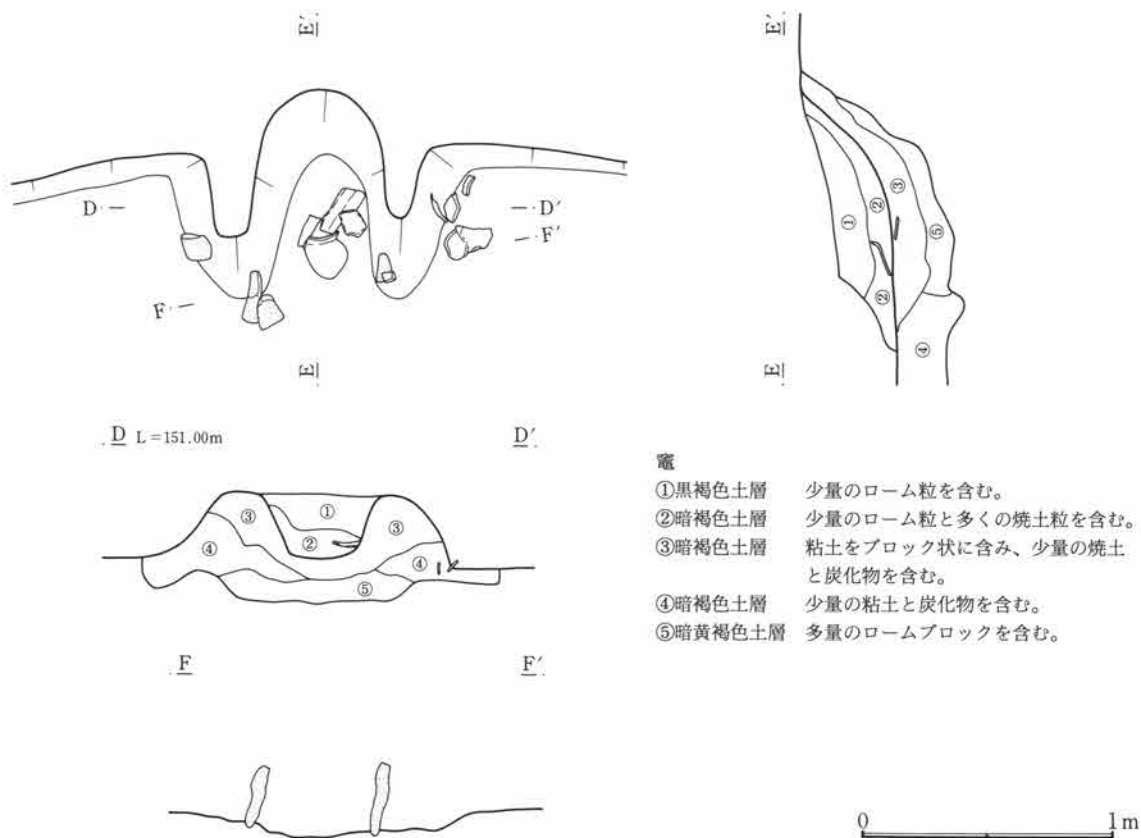 E′
E′
D
D′
F′
F
E
E
①
②
③
②
⑤
④
D L=151.00m
D′
①
③
③
②
④
④
⑤
竈
①黒褐色土層 少量のローム粒を含む。
②暗褐色土層 少量のローム粒と多くの焼土粒を含む。
③暗褐色土層 粘土をブロック状に含み、少量の焼土
と炭化物を含む。
④暗褐色土層 少量の粘土と炭化物を含む。
⑤暗黄褐色土層 多量のロームブロックを含む。
F
F′
0
1m